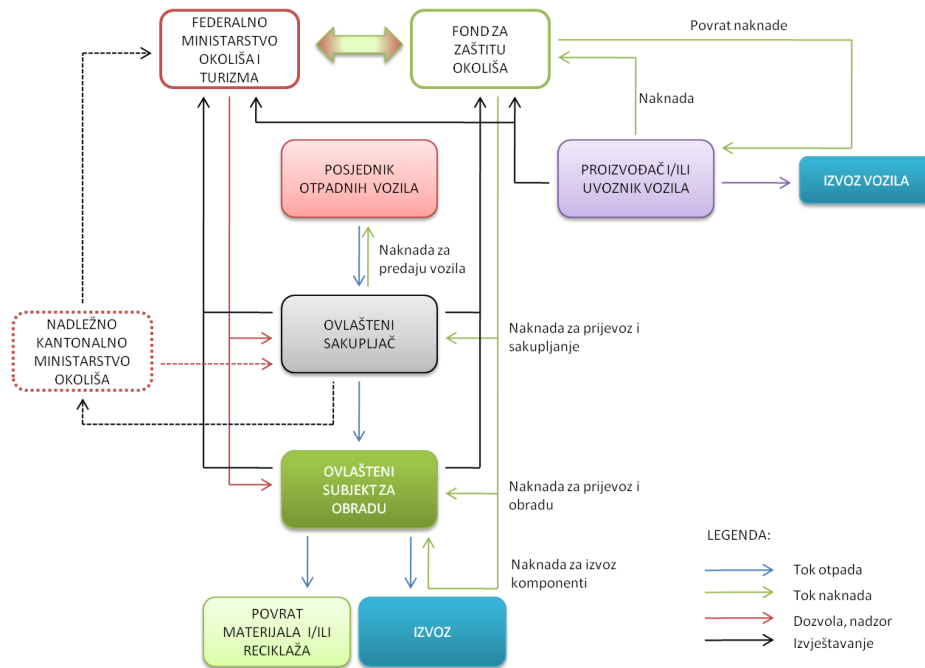 FEDERALNO
MINISTARSTVO
OKOLIŠA I
TURIZMA
FOND ZA
ZAŠTITU
OKOLIŠA
Povrat naknade
Naknada
POSJEDNIK
OTPADNIH VOZILA
PROIZVOĐAČ I/ILI
UVOZNIK VOZILA
IZVOZ VOZILA
Naknada za
predaju vozila
NADLEŽNO
KANTONALNO
MINISTARSTVO
OKOLIŠA
OVLAŠTENI
SAKUPLJAČ
Naknada za prijevoz i
sakupljanje
OVLAŠTENI
SUBJEKT ZA
OBRADU
Naknada za prijevoz i
obradu
Naknada za izvoz
komponenti
POVRAT
MATERIJALA I/ILI
RECIKLAŽA
IZVOZ
LEGENDA:
Tok otpada
Tok naknada
Dozvola, nadzor
Izvještavanje